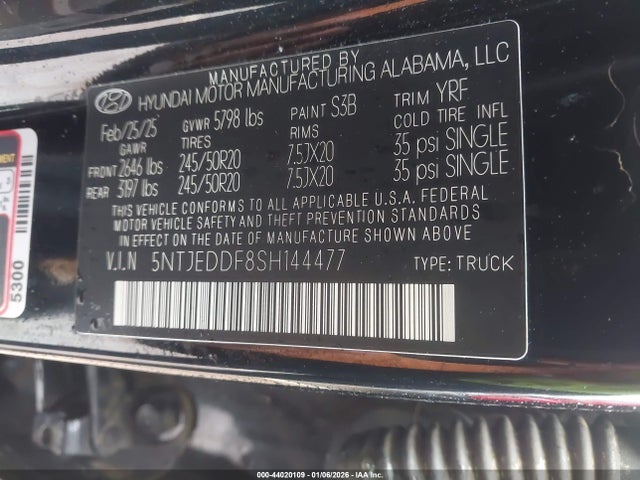 MANUFACTURED BY
HYUNDAI MOTOR MANUFACTURING ALABAMA, LLC
Feb/25/25 GVWR 5798 lbs PAINT S3B TRIM YRF
GAWR TIRES RIMS COLD TIRE INFL
FRONT 2646 lbs 245/50R20 7.5JX20 35 psi SINGLE
REAR 3197 lbs 245/50R20 7.5JX20 35 psi SINGLE
THIS VEHICLE CONFORMS TO ALL APPLICABLE U.S.A. FEDERAL
MOTOR VEHICLE SAFETY AND THEFT PREVENTION STANDARDS
IN EFFECT ON THE DATE OF MANUFACTURE SHOWN ABOVE.
V.I.N 5NTJEDDF8SH144477 TYPE: TRUCK
5300
000-44020109 - 01/06/2026 - IAA Inc.